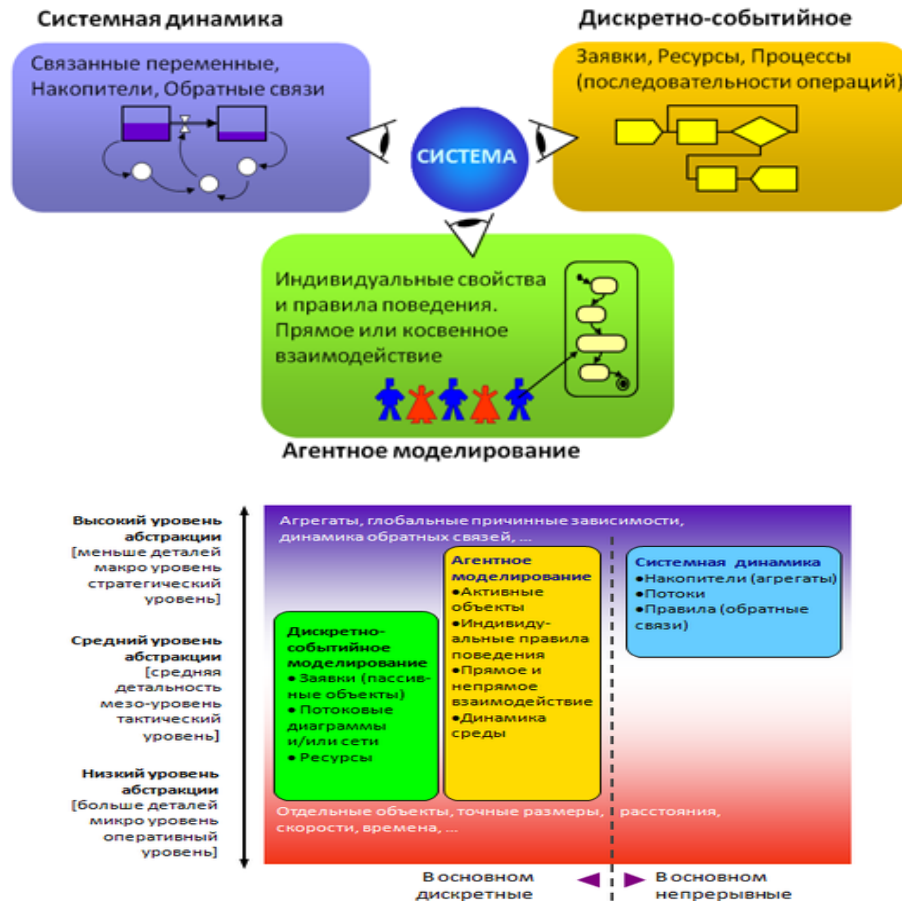 Системная динамика
Дискретно-событийное
Связанные переменные,
Накопители, Обратные связи
Заявки, Ресурсы, Процессы
(последовательности операций)
СИСТЕМА
Индивидуальные свойства
и правила поведения.
Прямое или косвенное
взаимодействие
Агентное моделирование
Высокий уровень
абстракции
[меньше деталей
макро уровень
стратегический
уровень]
Средний уровень
абстракции
[средняя
детальность
мезо-уровень
тактический
уровень]
Низкий уровень
абстракции
[больше деталей
микро уровень
оперативный
уровень]
Агрегаты, глобальные причинные зависимости,
динамика обратных связей, ...
Дискретно-
событийное
моделирование
• Заявки (пассив-
ные объекты)
• Потоковые
диаграммы
и/или сети
• Ресурсы
Агентное
моделирование
•Активные
объекты
•Индивиду-
альные правила
поведения
•Прямое и
непрямое
взаимодействие
•Динамика
среды
Системная динамика
•Накопители (агрегаты)
•Потоки
•Правила (обратные
связи)
Отдельные объекты, точные размеры, расстояния,
скорости, времена, ...
В основном
дискретные
В основном
непрерывные